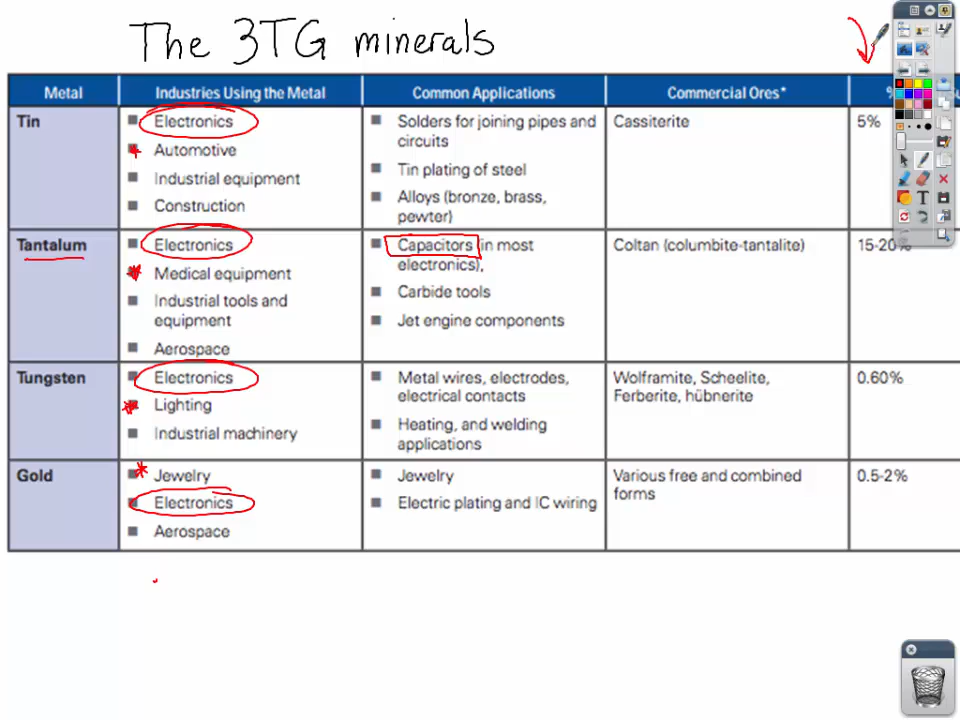 The 3TG minerals
Metal
Industries Using the Metal
Common Applications
Commercial Ores*
Tin
Electronics
Automotive
Industrial equipment
Construction
Solders for joining pipes and
circuits
Tin plating of steel
Alloys (bronze, brass,
pewter)
Cassiterite
5%
Tantalum
Electronics
Medical equipment
Industrial tools and
equipment
Aerospace
Capacitors (in most
electronics),
Carbide tools
Jet engine components
Coltan (columbite-tantalite)
15-20%
Tungsten
Electronics
Lighting
Industrial machinery
Metal wires, electrodes,
electrical contacts
Heating, and welding
applications
Wolframite, Scheelite,
Ferberite, hübnerite
0.60%
Gold
Jewelry
Electronics
Aerospace
Jewelry
Electric plating and IC wiring
Various free and combined
forms
0.5-2%
T